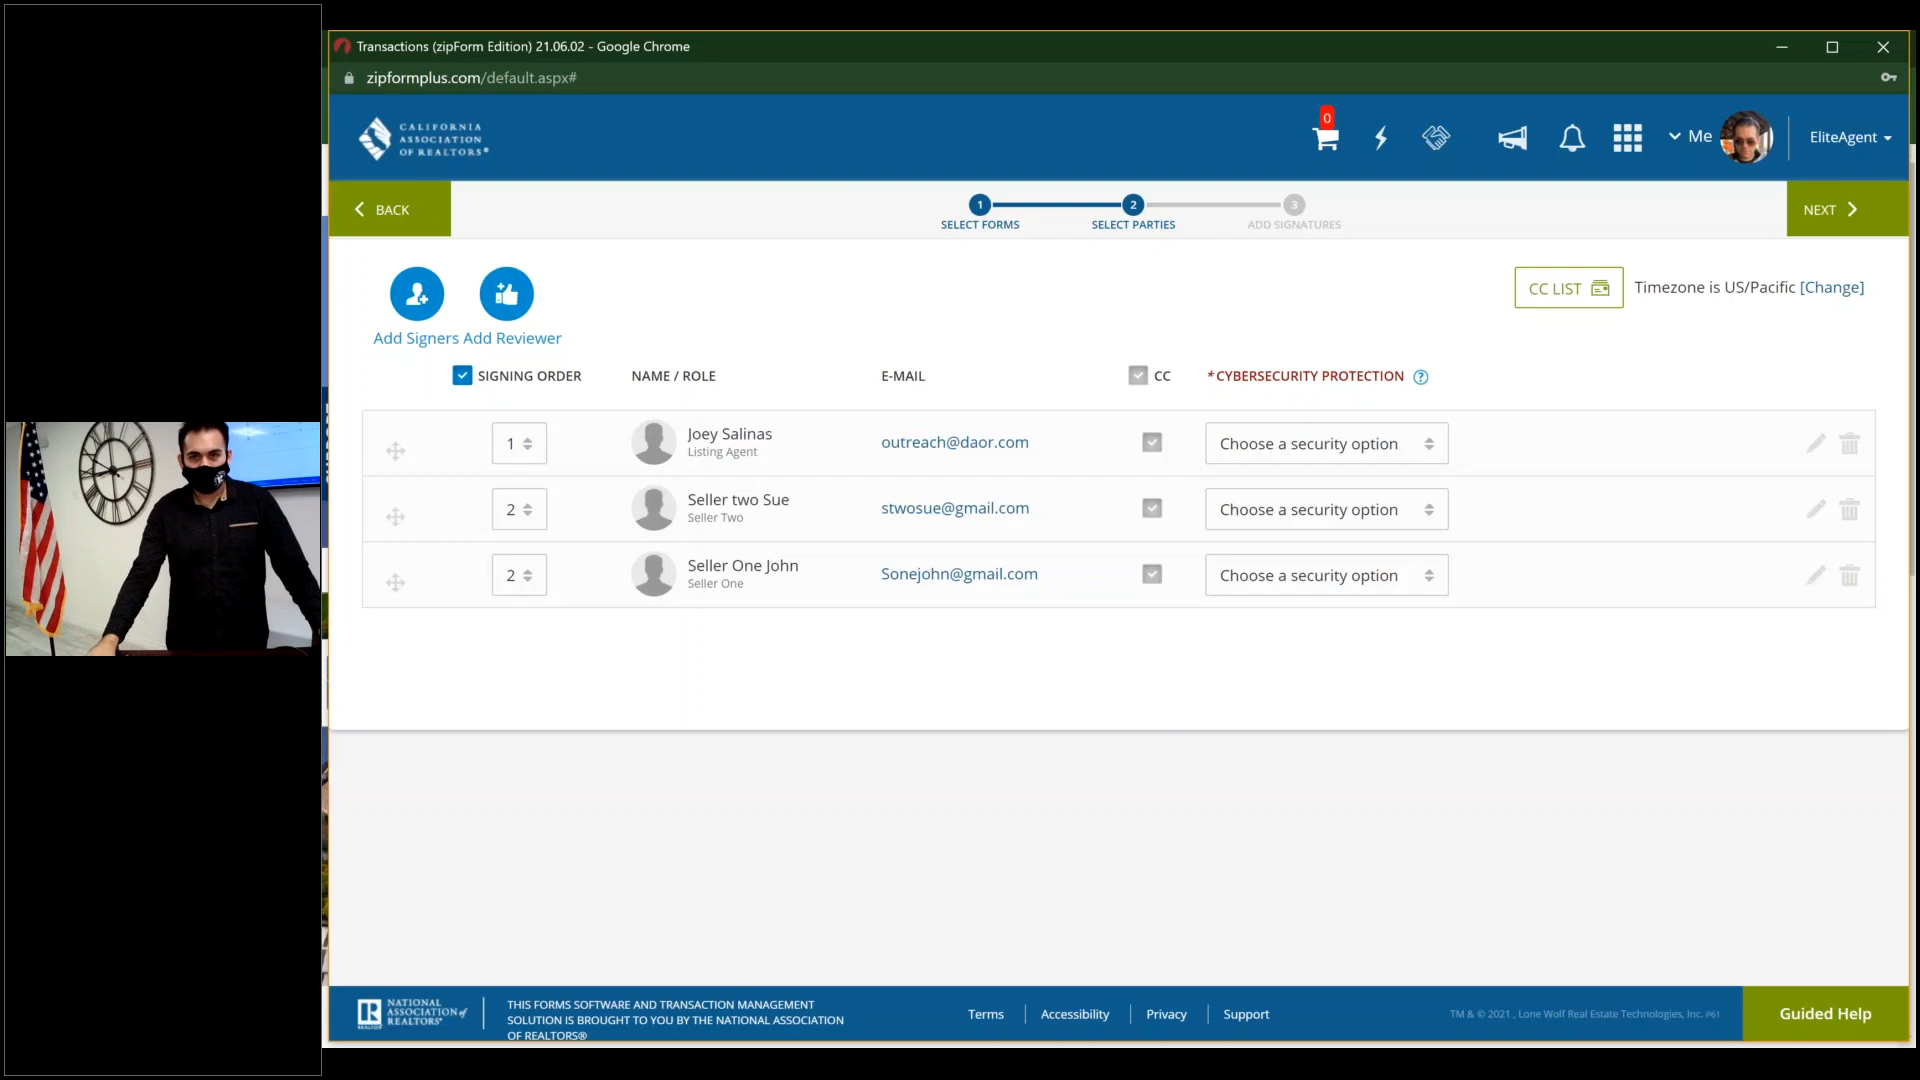 Transactions (zipForm Edition) 21.06.02 - Google Chrome
zipformplus.com/default.aspx#
CALIFORNIA
ASSOCIATION
OF REALTORS®
0
Me
EliteAgent
BACK
1
2
3
SELECT FORMS
SELECT PARTIES
ADD SIGNATURES
NEXT
CC LIST
Timezone is US/Pacific [Change]
Add Signers
Add Reviewer
SIGNING ORDER
NAME / ROLE
E-MAIL
CC
*CYBERSECURITY PROTECTION ?
1
Joey Salinas
Listing Agent
outreach@daor.com
Choose a security option
2
Seller two Sue
Seller Two
stwosue@gmail.com
Choose a security option
2
Seller One John
Seller One
Sonejohn@gmail.com
Choose a security option
NATIONAL
ASSOCIATION of
REALTORS®
REALTOR®
THIS FORMS SOFTWARE AND TRANSACTION MANAGEMENT
SOLUTION IS BROUGHT TO YOU BY THE NATIONAL ASSOCIATION
OF REALTORS®
Terms
Accessibility
Privacy
Support
TM & © 2021 , Lone Wolf Real Estate Technologies, Inc. P61
Guided Help